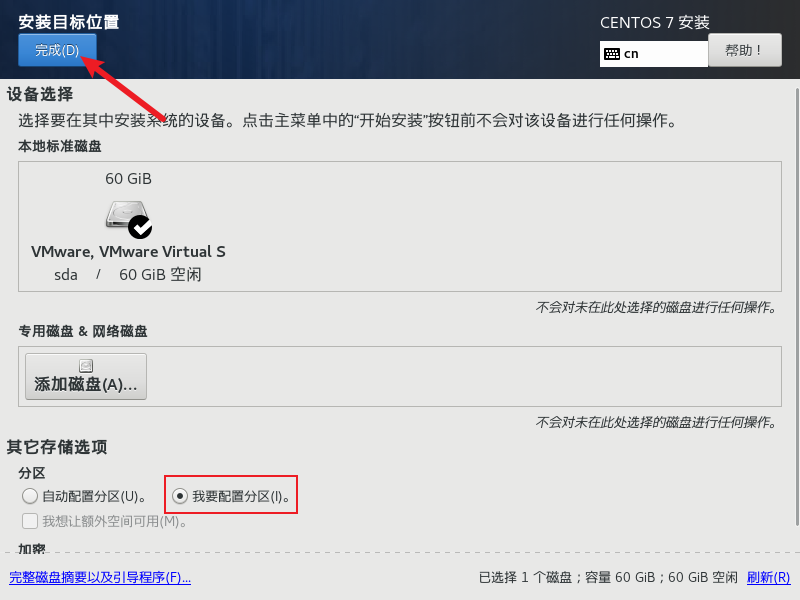 安装目标位置
CENTOS 7 安装
完成(D)
cn
帮助！
设备选择
选择要在其中安装系统的设备。点击主菜单中的“开始安装”按钮前不会对该设备进行任何操作。
本地标准磁盘
60 GiB
VMware, VMware Virtual S
sda / 60 GiB 空闲
不会对未在此处选择的磁盘进行任何操作。
专用磁盘 & 网络磁盘
添加磁盘(A)...
不会对未在此处选择的磁盘进行任何操作。
其它存储选项
分区
自动配置分区(U)。 我要配置分区(I)。
我想让额外空间可用(M)。
加密
完整磁盘摘要以及引导程序(F)...
已选择 1 个磁盘；容量 60 GiB；60 GiB 空闲 刷新(R)